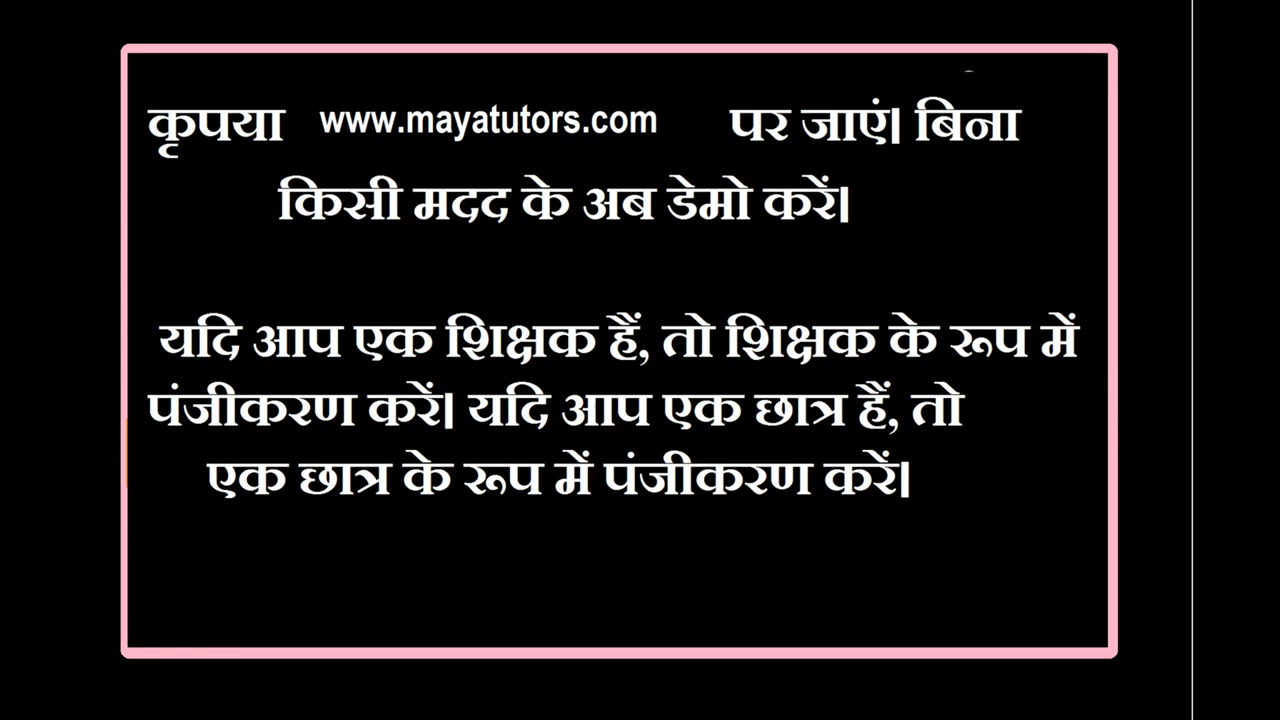 कृपया www.mayatutors.com पर जाएं। बिना
किसी मदद के अब डेमो करें।
यदि आप एक शिक्षक हैं, तो शिक्षक के रूप में
पंजीकरण करें। यदि आप एक छात्र हैं, तो
एक छात्र के रूप में पंजीकरण करें।